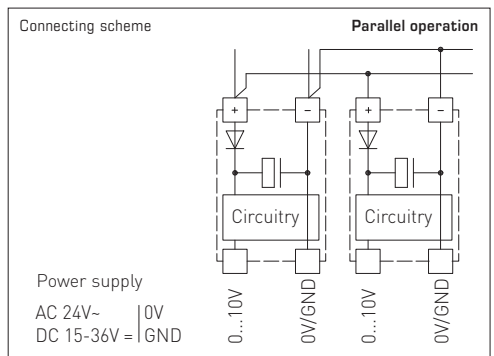 Connecting scheme
Parallel operation
+ − + −
Circuitry Circuitry
Power supply
AC 24V~ | 0V
DC 15-36V = | GND
0...10V
0V/GND
0...10V
0V/GND